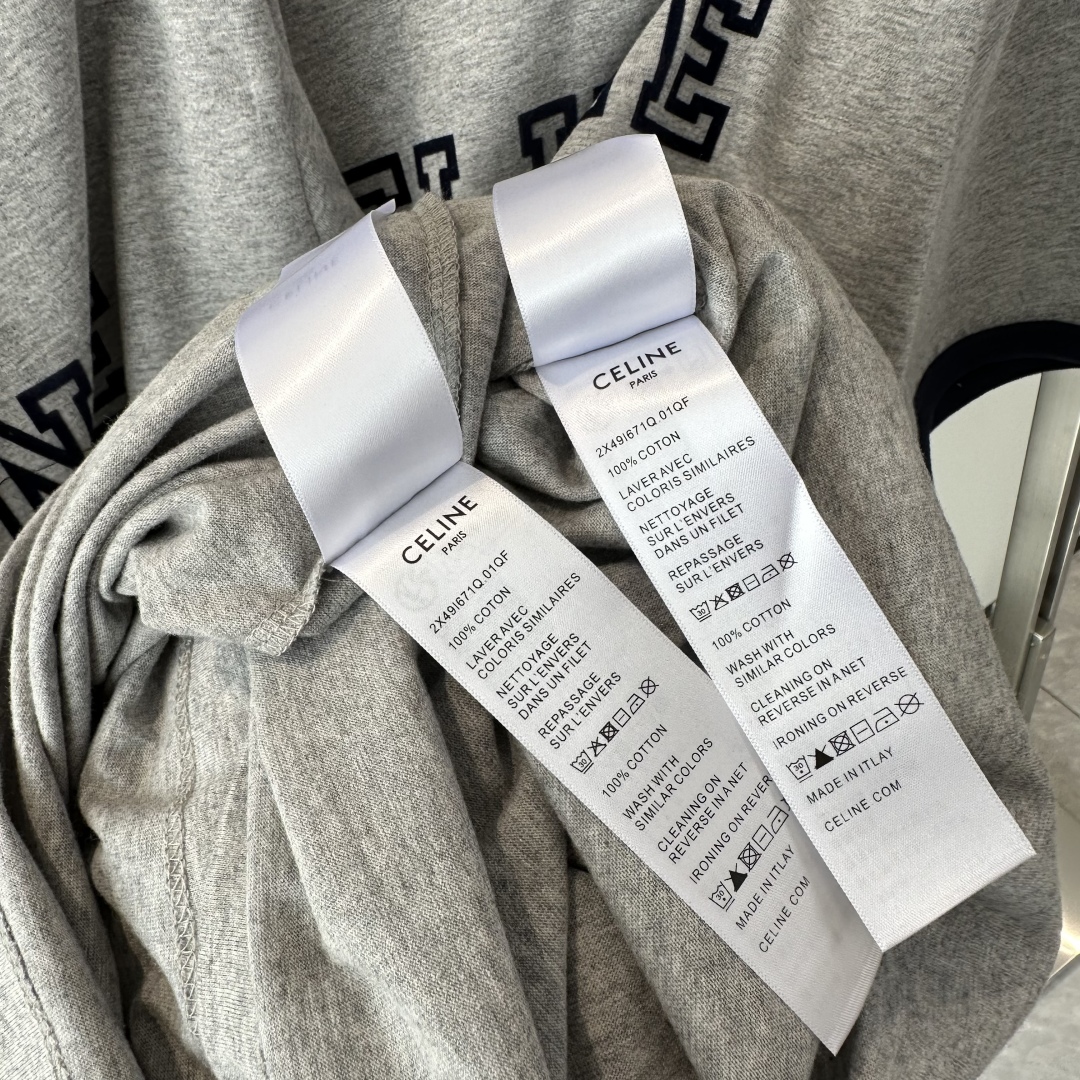 CELINE
PARIS
2X49I671Q.01QF
100% COTON
LAVER AVEC
COLORIS SIMILAIRES
NETTOYAGE
SUR L'ENVERS
DANS UN FILET
REPASSAGE
SUR L'ENVERS
30
100% COTTON
WASH WITH
SIMILAR COLORS
CLEANING ON
REVERSE IN A NET
IRONING ON REVER
30
MADE IN ITLAY
CELINE.COM
CELINE
PARIS
2X49I671Q.01QF
100% COTON
LAVER AVEC
COLORIS SIMILAIRES
NETTOYAGE
SUR L'ENVERS
DANS UN FILET
REPASSAGE
SUR L'ENVERS
30
100% COTTON
WASH WITH
SIMILAR COLORS
CLEANING ON
REVERSE IN A NET
IRONING ON REVERSE
30
MADE IN ITLAY
CELINE.COM